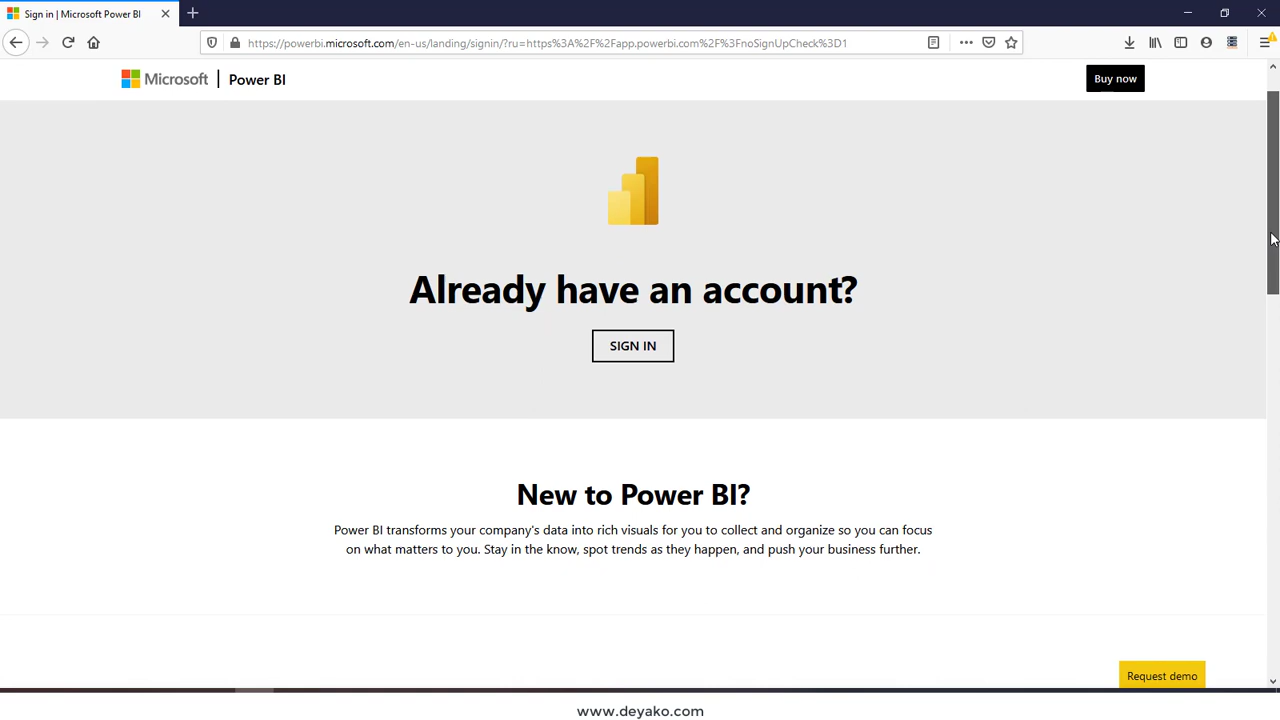 Sign in | Microsoft Power BI
https://powerbi.microsoft.com/en-us/landing/signin/?ru=https%3A%2F%2Fapp.powerbi.com%2F%3FnoSignUpCheck%3D1
Microsoft | Power BI
Buy now
Already have an account?
SIGN IN
New to Power BI?
Power BI transforms your company's data into rich visuals for you to collect and organize so you can focus
on what matters to you. Stay in the know, spot trends as they happen, and push your business further.
Request demo
www.deyako.com